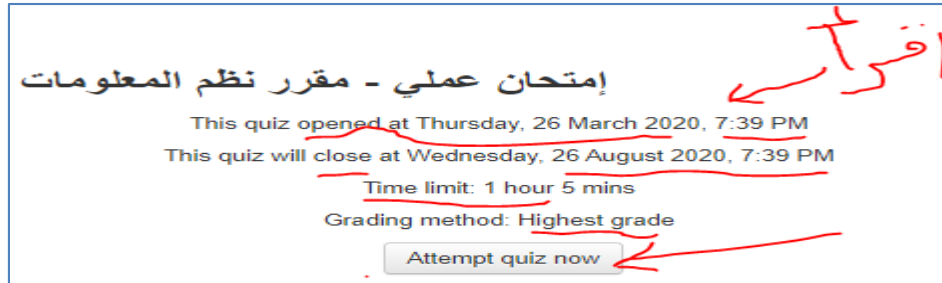 إقرأ
إمتحان عملي - مقرر نظم المعلومات
This quiz opened at Thursday, 26 March 2020, 7:39 PM
This quiz will close at Wednesday, 26 August 2020, 7:39 PM
Time limit: 1 hour 5 mins
Grading method: Highest grade
Attempt quiz now